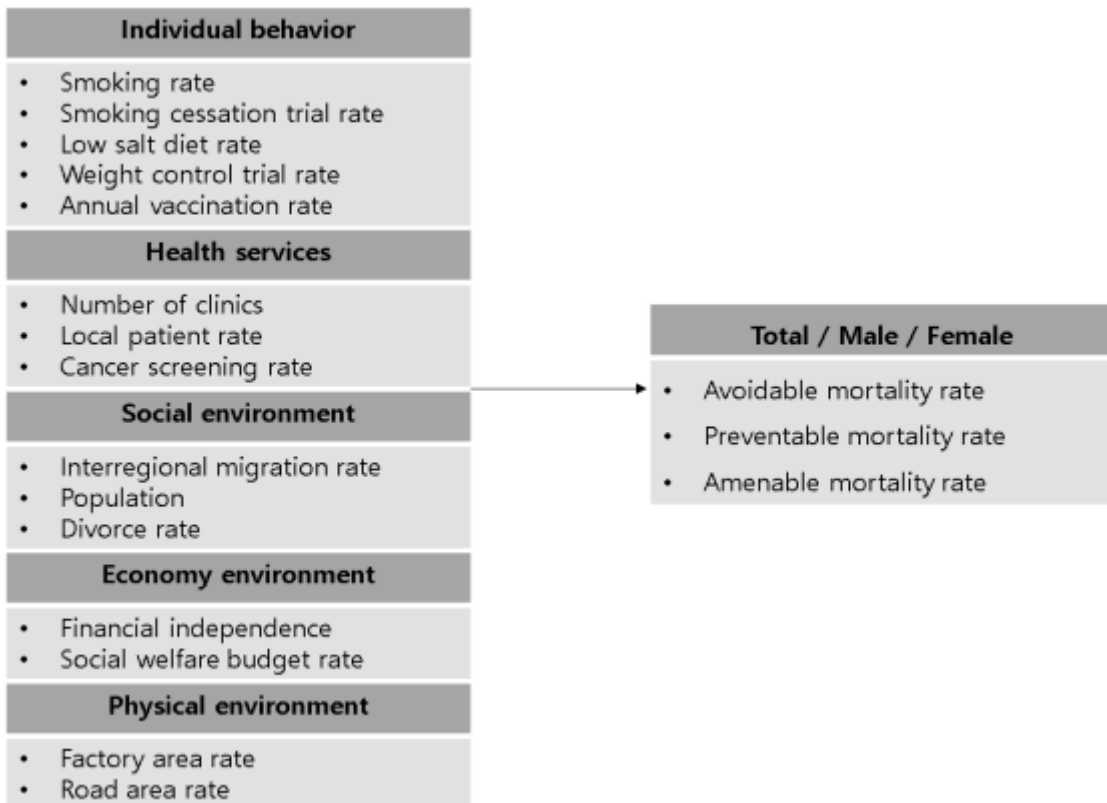 Individual behavior
• Smoking rate
• Smoking cessation trial rate
• Low salt diet rate
• Weight control trial rate
• Annual vaccination rate
Health services
• Number of clinics
• Local patient rate
• Cancer screening rate
Social environment
• Interregional migration rate
• Population
• Divorce rate
Economy environment
• Financial independence
• Social welfare budget rate
Physical environment
• Factory area rate
• Road area rate
Total / Male / Female
• Avoidable mortality rate
• Preventable mortality rate
• Amenable mortality rate